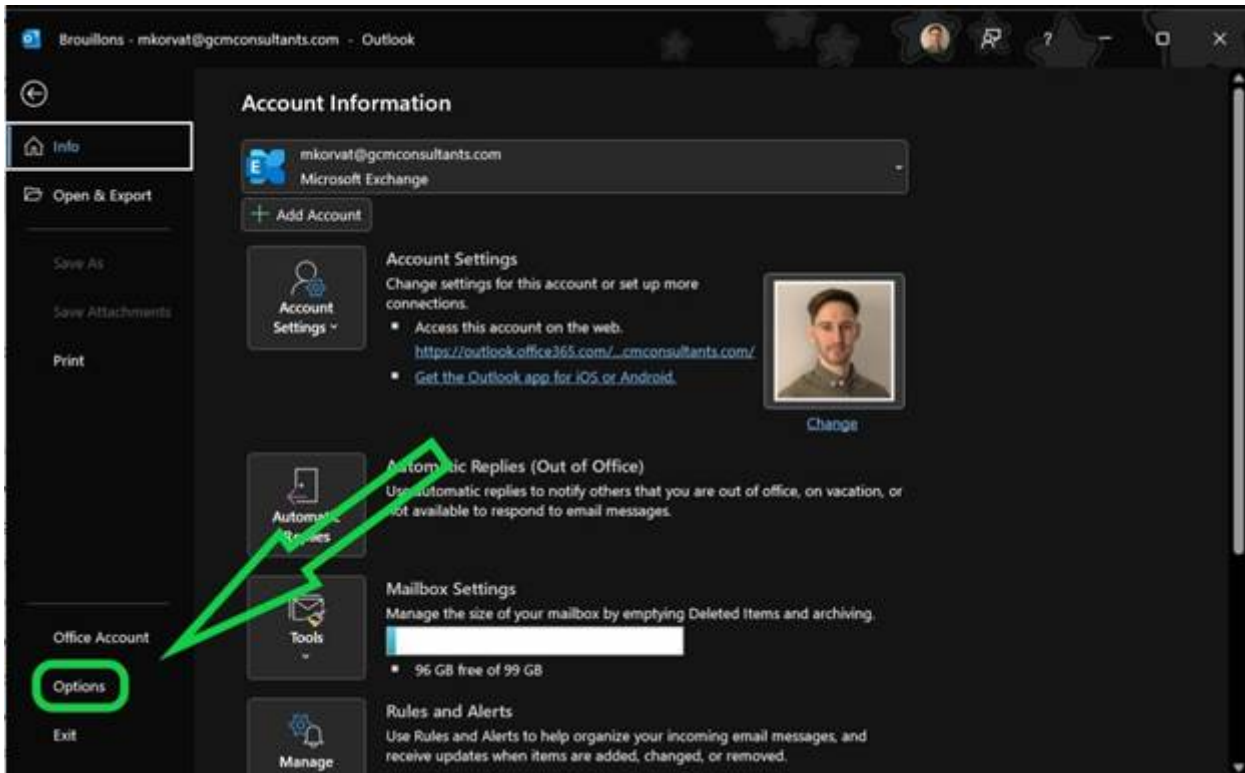 Brouillons - mkorvat@gcmconsultants.com - Outlook
?
Account Information
Info
mkorvat@gcmconsultants.com
Microsoft Exchange
Open & Export
Add Account
Save As
Save Attachments
Print
Account Settings
Account Settings
Change settings for this account or set up more
connections.
Access this account on the web.
https://outlook.office365.com/...cmconsultants.com/
Get the Outlook app for iOS or Android.
Change
Automatic Replies
Automatic Replies (Out of Office)
Use automatic replies to notify others that you are out of office, on vacation, or
not available to respond to email messages.
Tools
Mailbox Settings
Manage the size of your mailbox by emptying Deleted Items and archiving.
96 GB free of 99 GB
Office Account
Options
Exit
Manage
Rules and Alerts
Use Rules and Alerts to help organize your incoming email messages, and
receive updates when items are added, changed, or removed.